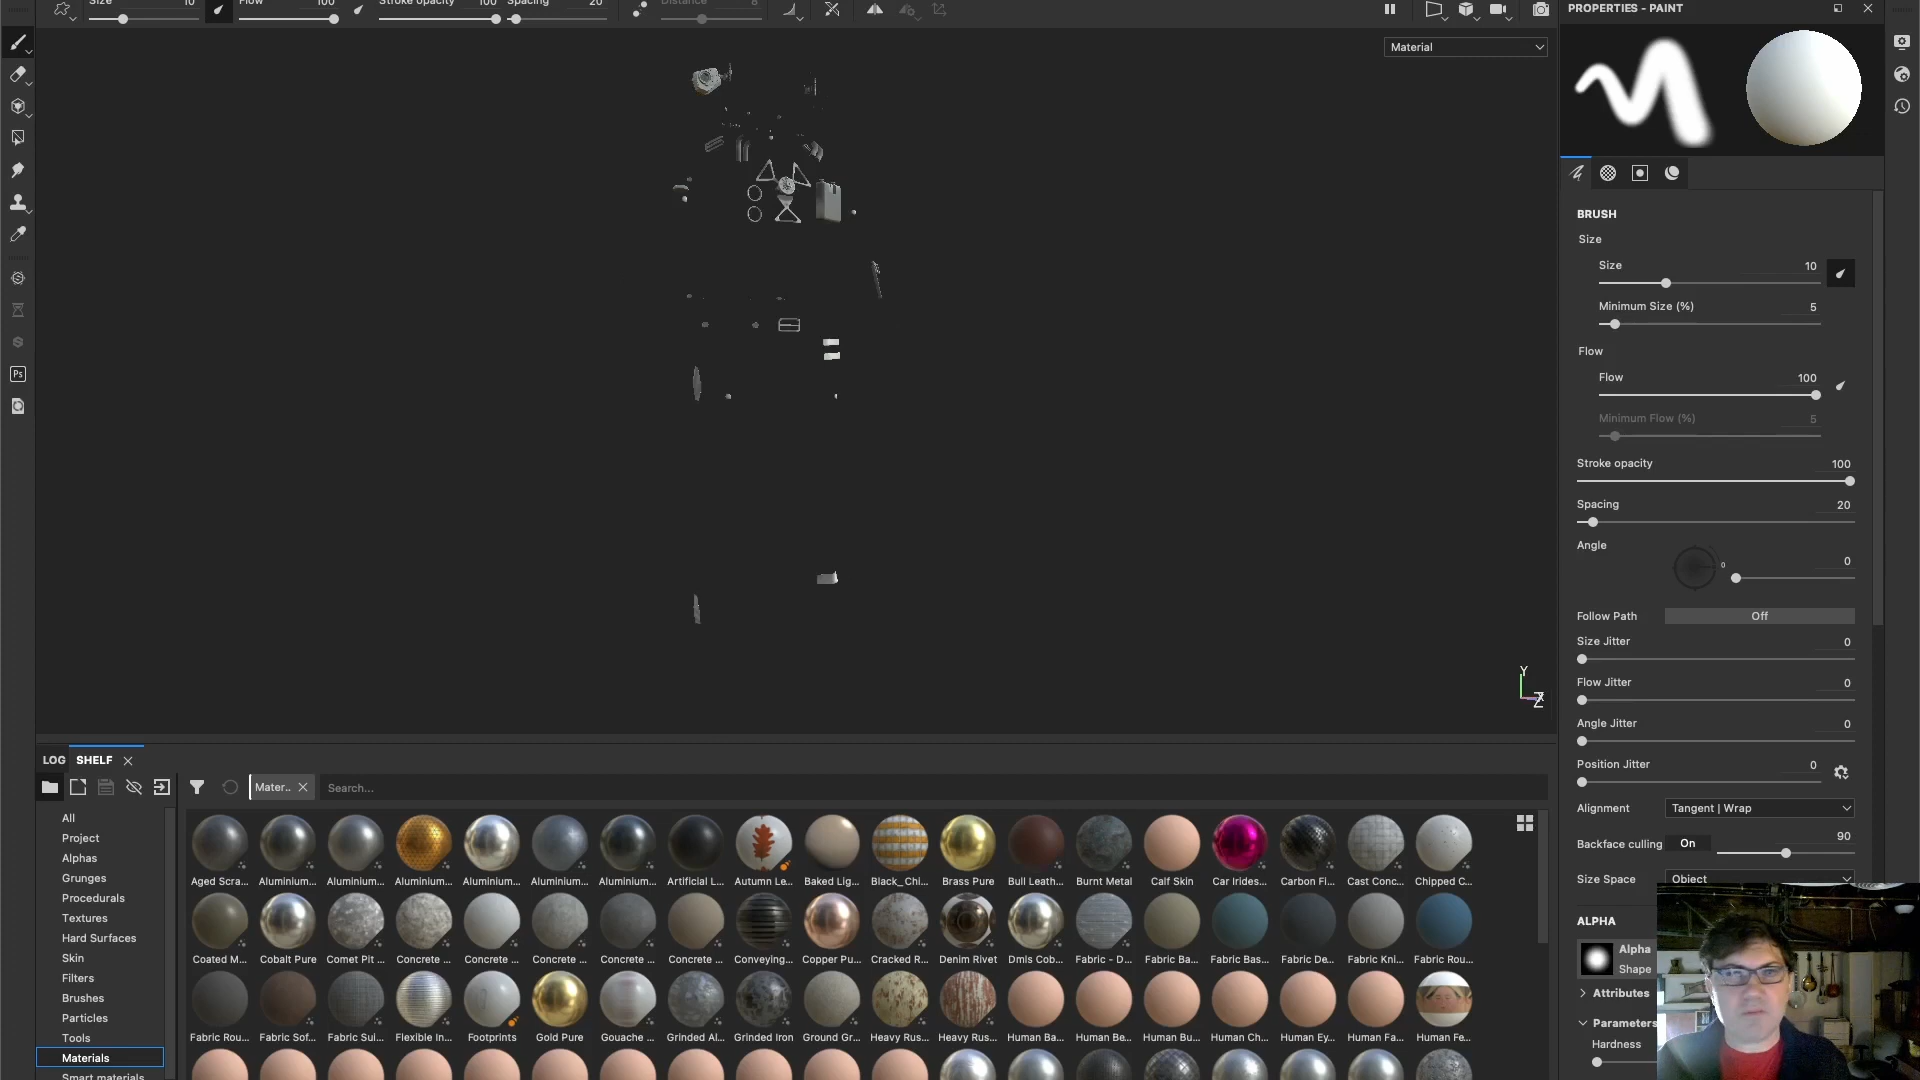 Size 10 Flow 100 Stroke opacity 100 Spacing 20 Distance 8
PROPERTIES - PAINT
Material
BRUSH
Size
Size 10
Minimum Size (%) 5
Flow
Flow 100
Minimum Flow (%) 5
Stroke opacity 100
Spacing 20
Angle
0 0
Follow Path Off
Size Jitter 0
Flow Jitter 0
Angle Jitter 0
Position Jitter 0
Alignment Tangent | Wrap
Backface culling On 90
Size Space Object
ALPHA
Alpha
Shape
Attributes
Parameters
Hardness
Ps
Y
Z
LOG SHELF
Mater.. Search...
All
Project
Alphas
Grunges
Procedurals
Textures
Hard Surfaces
Skin
Filters
Brushes
Particles
Tools
Materials
Smart materials
Aged Scra... Aluminium... Aluminium... Aluminium... Aluminium... Aluminium... Aluminium... Artificial L... Autumn Le... Baked Lig... Black_ Chi... Brass Pure Bull Leath... Burnt Metal Calf Skin Car Irides... Carbon Fi... Cast Conc... Chipped C...
Coated M... Cobalt Pure Comet Pit ... Concrete ... Concrete ... Concrete ... Concrete ... Concrete ... Conveying... Copper Pu... Cracked R... Denim Rivet Dmls Cob... Fabric - D... Fabric Ba... Fabric Bas... Fabric De... Fabric Kni... Fabric Rou...
Fabric Rou... Fabric Sof... Fabric Sui... Flexible In... Footprints Gold Pure Gouache ... Grinded Al... Grinded Iron Ground Gr... Heavy Rus... Heavy Rus... Human Ba... Human Be... Human Bu... Human Ch... Human Ey... Human Fa... Human Fe...